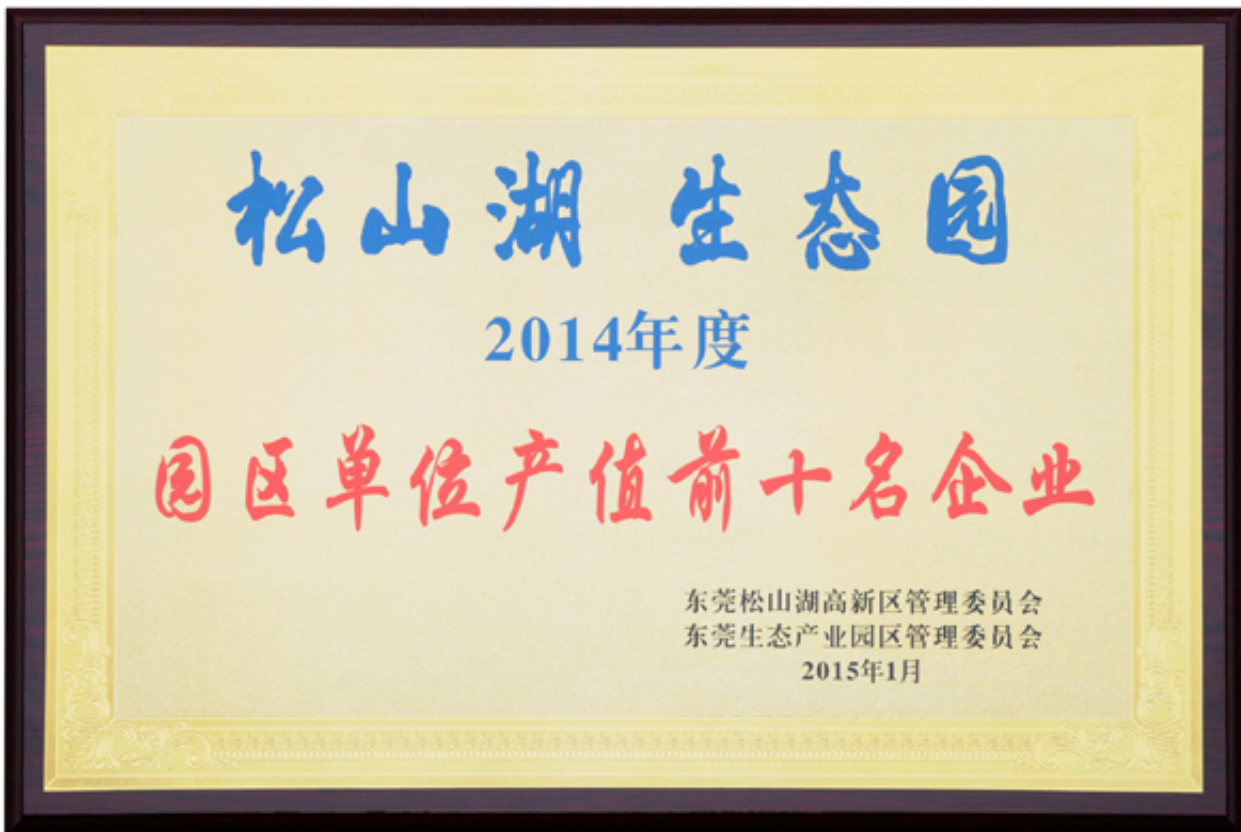 松山湖 生态园
2014年度
园区单位产值前十名企业
东莞松山湖高新区管理委员会
东莞生态产业园区管理委员会
2015年1月